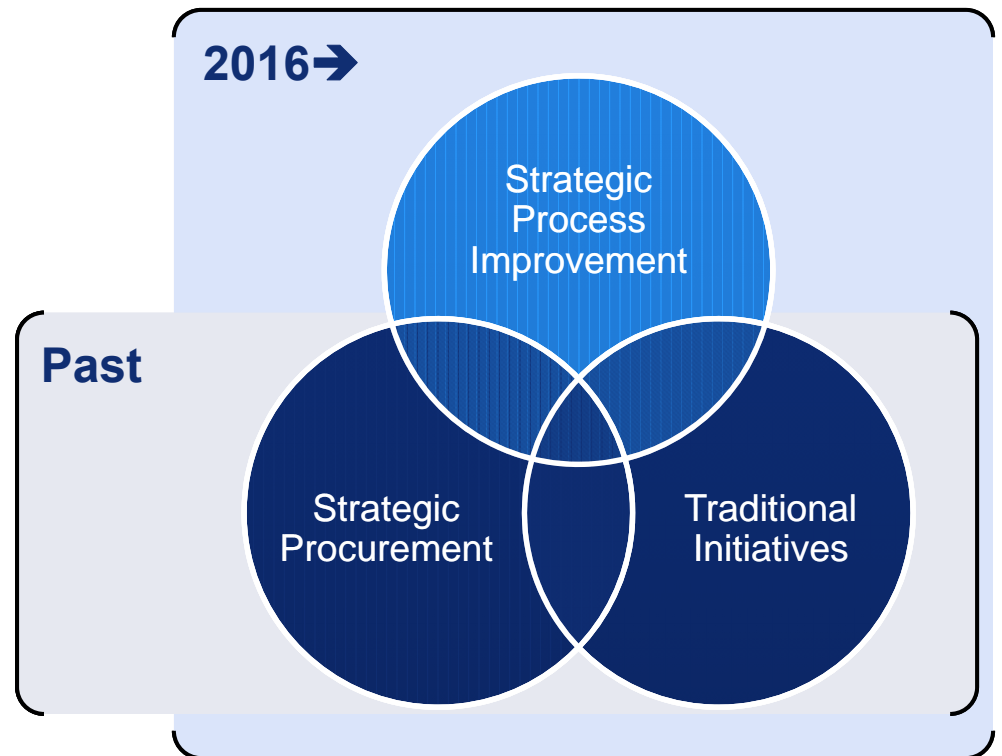 2016➔
Strategic
Process
Improvement
Past
Strategic
Procurement
Traditional
Initiatives